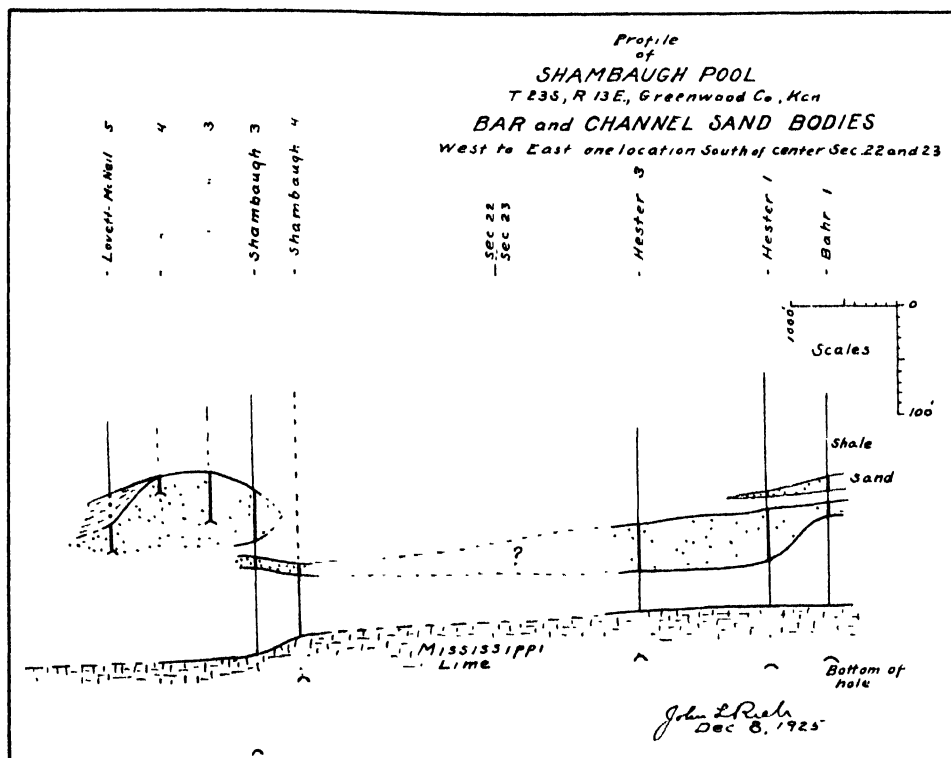 Profile
of
SHAMBAUGH POOL
T 23S, R 13E., Greenwood Co, Kan
BAR and CHANNEL SAND BODIES
West to East one location South of center Sec. 22 and 23
- Lovett-McNeil 5
- " " 4
- " " 3
- Shambaugh 3
- Shambaugh 4
Sec 22
Sec 23
- Hester 3
- Hester 1
- Bahr 1
1000'
0
Scales
100'
Shale
Sand
?
Mississippi
Lime
Bottom of
hole
John L Rich
Dec 8, 1925